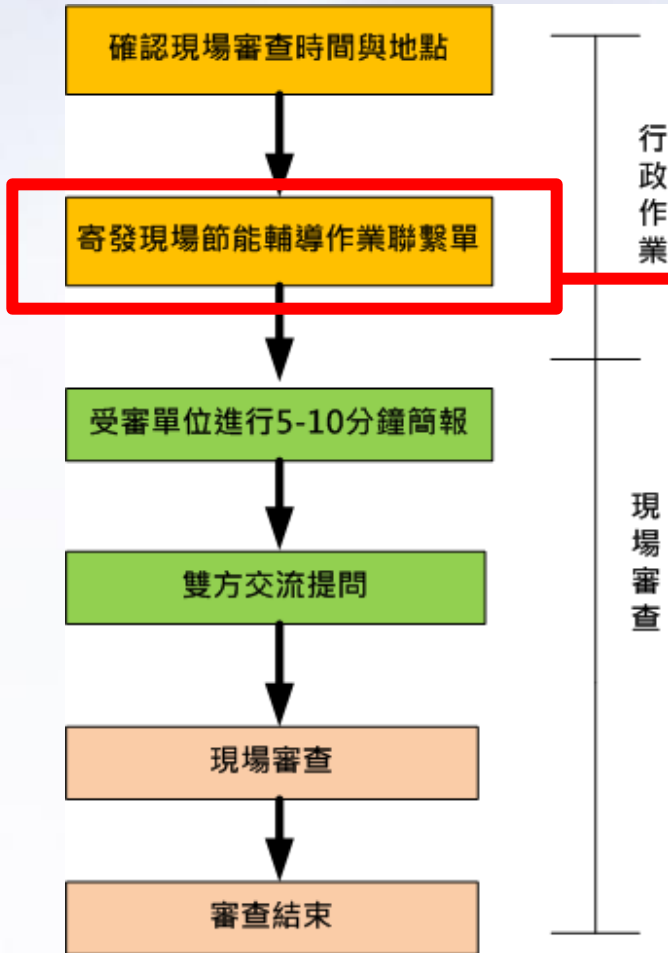 確認現場審查時間與地點
寄發現場節能輔導作業聯繫單
受審單位進行5-10分鐘簡報
雙方交流提問
現場審查
審查結束
行政作業
現場審查